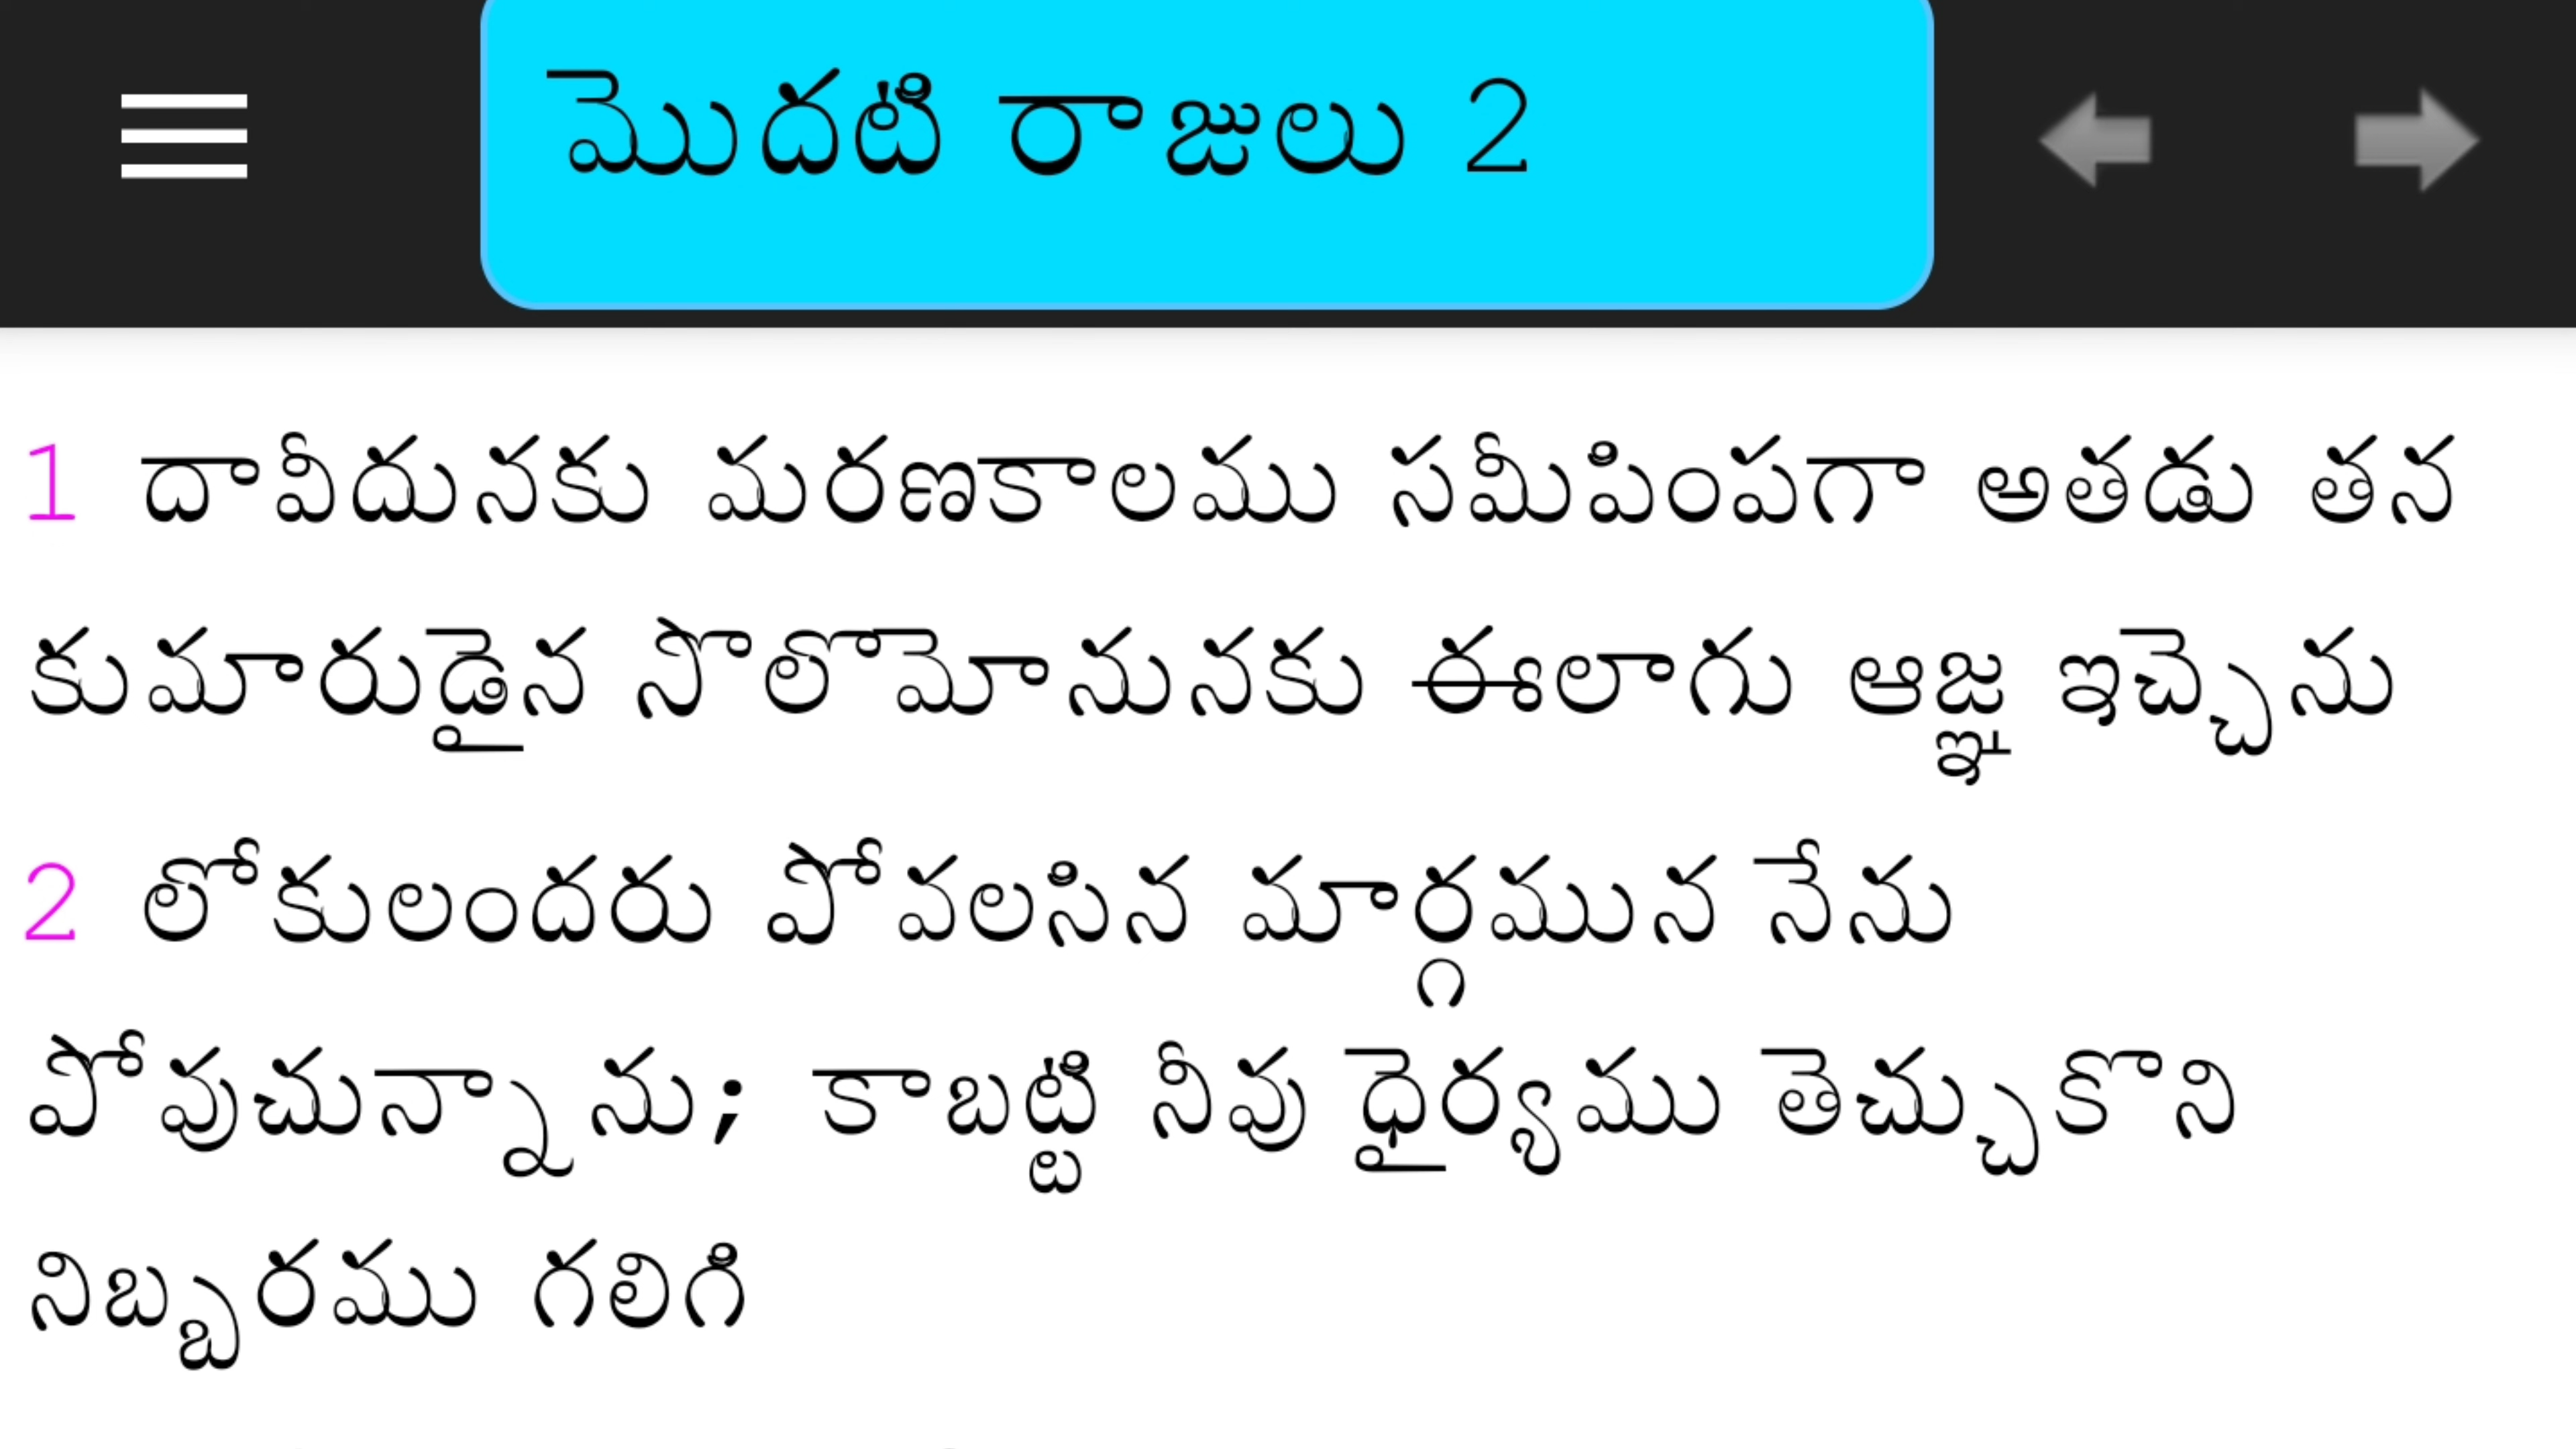 మొదటి రాజులు 2
1 దావీదునకు మరణకాలము సమీపింపగా అతడు తన
కుమారుడైన సొలొమోనునకు ఈలాగు ఆజ్ఞ ఇచ్చెను
2 లోకులందరు పోవలసిన మార్గమున నేను
పోవుచున్నాను; కాబట్టి నీవు ధైర్యము తెచ్చుకొని
నిబ్బరము గలిగి